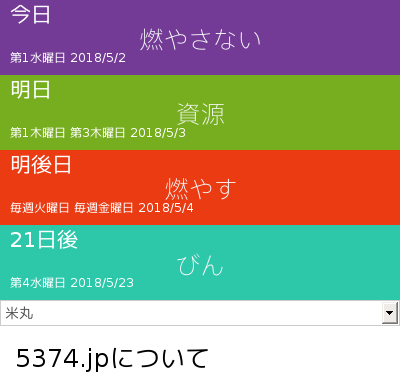 今日
燃やさない
第1水曜日 2018/5/2
明日
資源
第1木曜日 第3木曜日 2018/5/3
明後日
燃やす
毎週火曜日 毎週金曜日 2018/5/4
21日後
びん
第4水曜日 2018/5/23
米丸
5374.jpについて